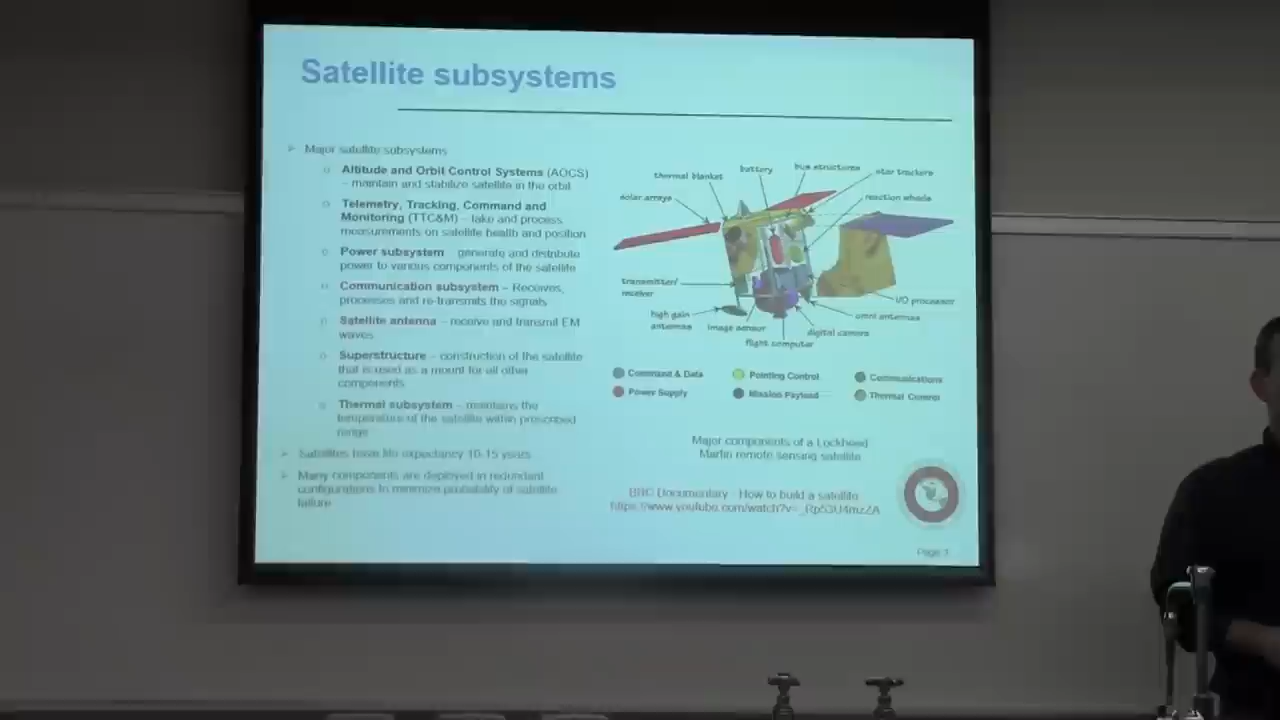 Satellite subsystems
Major satellite subsystems
Altitude and Orbit Control Systems (AOCS)
– maintain and stabilize satellite in the orbit
Telemetry, Tracking, Command and
Monitoring (TTC&M) – take and process
measurements on satellite health and position
Power subsystem – generate and distribute
power to various components of the satellite
Communication subsystem – Receives,
processes and re-transmits the signals
Satellite antenna – receive and transmit EM
waves
Superstructure – construction of the satellite
that is used as a mount for all other
components
Thermal subsystem – maintains the
temperature of the satellite within prescribed
range
Satellites have life expectancy 10-15 years
Many components are deployed in redundant
configurations to minimize probability of satellite
failure
thermal blanket
battery
bus structures
star trackers
solar arrays
reaction wheels
transmitter/
receiver
I/O processor
high gain
antennas
image sensor
flight computer
digital camera
omni antennas
Command & Data
Pointing Control
Communications
Power Supply
Mission Payload
Thermal Control
Major components of a Lockheed
Martin remote sensing satellite
BBC Documentary - How to build a satellite
https://www.youtube.com/watch?v=
Page